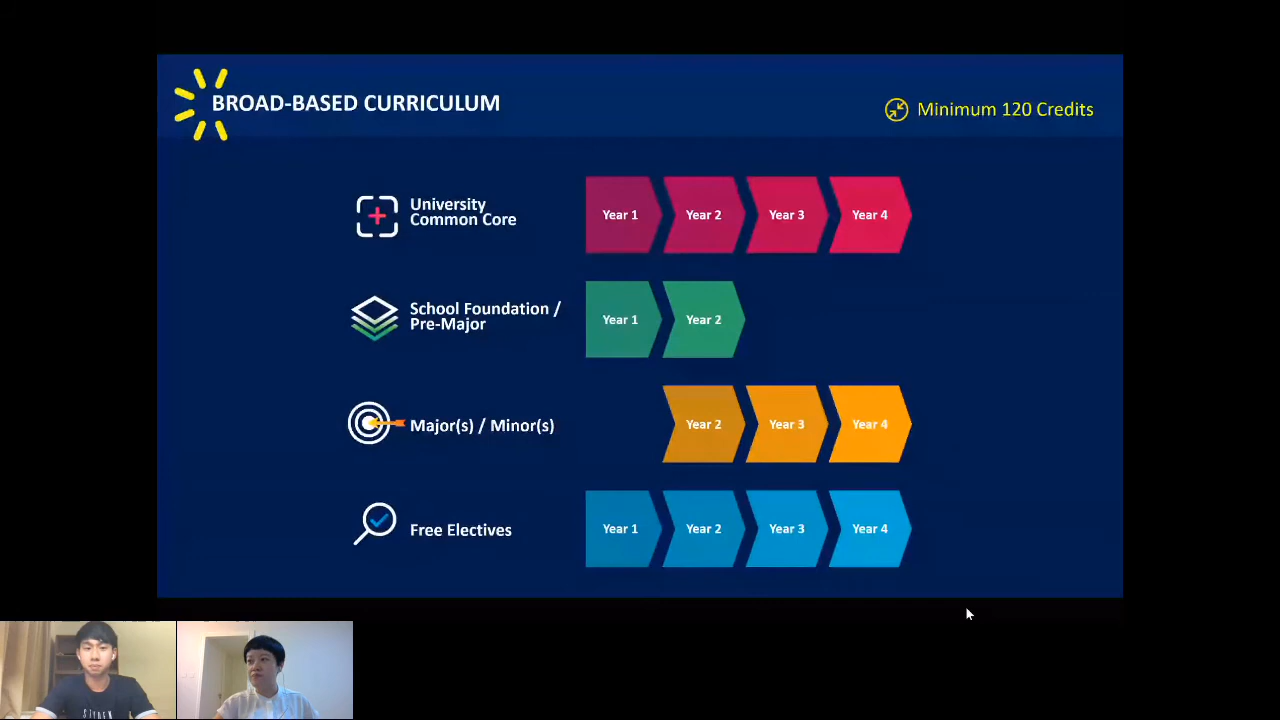 BROAD-BASED CURRICULUM
Minimum 120 Credits
University
Common Core
Year 1
Year 2
Year 3
Year 4
School Foundation /
Pre-Major
Year 1
Year 2
Major(s) / Minor(s)
Year 2
Year 3
Year 4
Free Electives
Year 1
Year 2
Year 3
Year 4